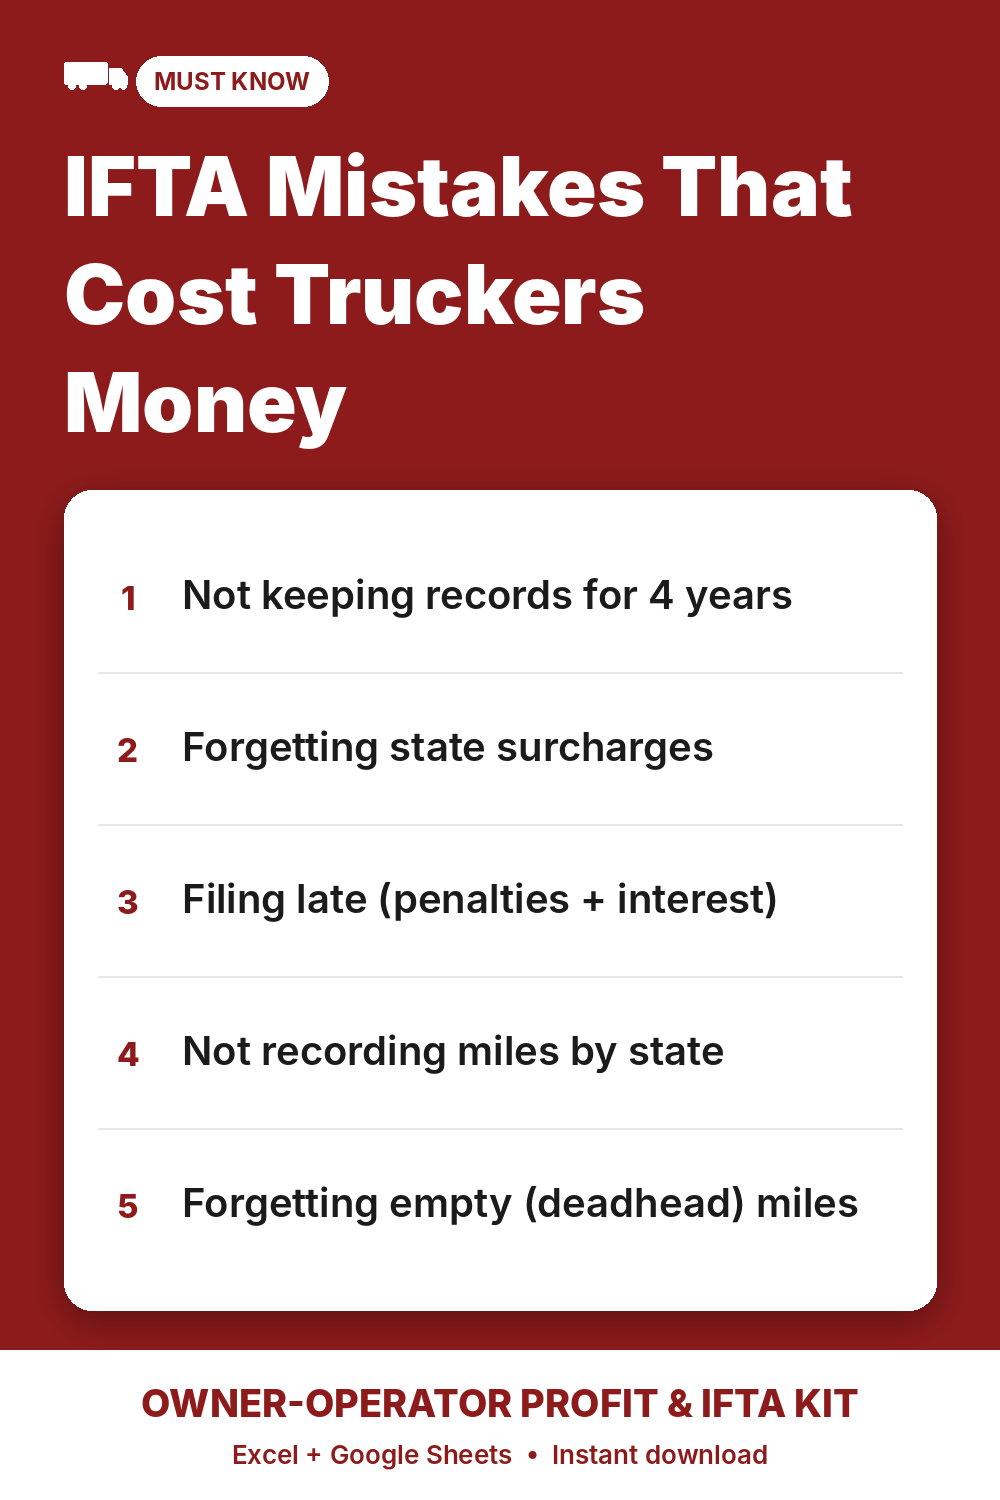 MUST KNOW
IFTA Mistakes That
Cost Truckers
Money
1 Not keeping records for 4 years
2 Forgetting state surcharges
3 Filing late (penalties + interest)
4 Not recording miles by state
5 Forgetting empty (deadhead) miles
OWNER-OPERATOR PROFIT & IFTA KIT
Excel + Google Sheets • Instant download